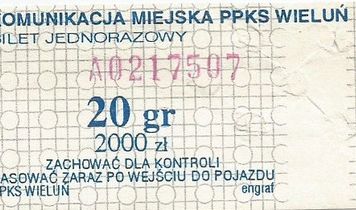 KOMUNIKACJA MIEJSKA PPKS WIELUŃ
BILET JEDNORAZOWY
A0217507
20 gr
2000 zł
ZACHOWAĆ DLA KONTROLI
KASOWAĆ ZARAZ PO WEJŚCIU DO POJAZDU
PPKS WIELUŃ engraf